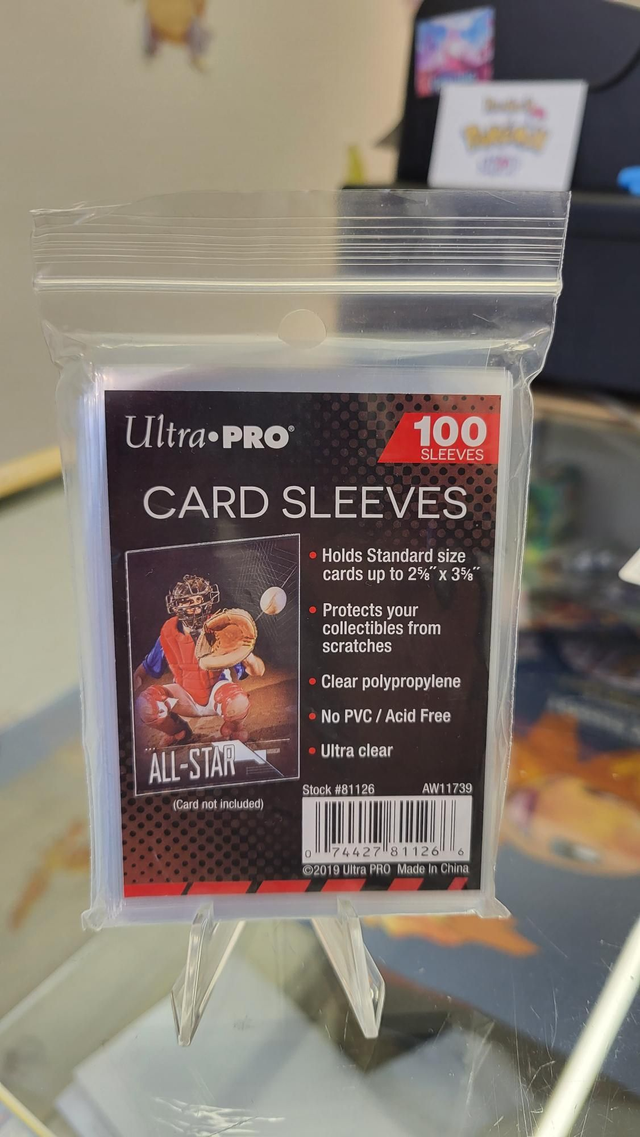 Ultra•PRO®
100
SLEEVES
CARD SLEEVES
• Holds Standard size
cards up to 2⅝″ x 3⅝″
• Protects your
collectibles from
scratches
• Clear polypropylene
• No PVC / Acid Free
• Ultra clear
ALL-STAR
(Card not included)
Stock #81126 AW11739
0 74427 81126 6
©2019 Ultra PRO Made In China
Pokémon